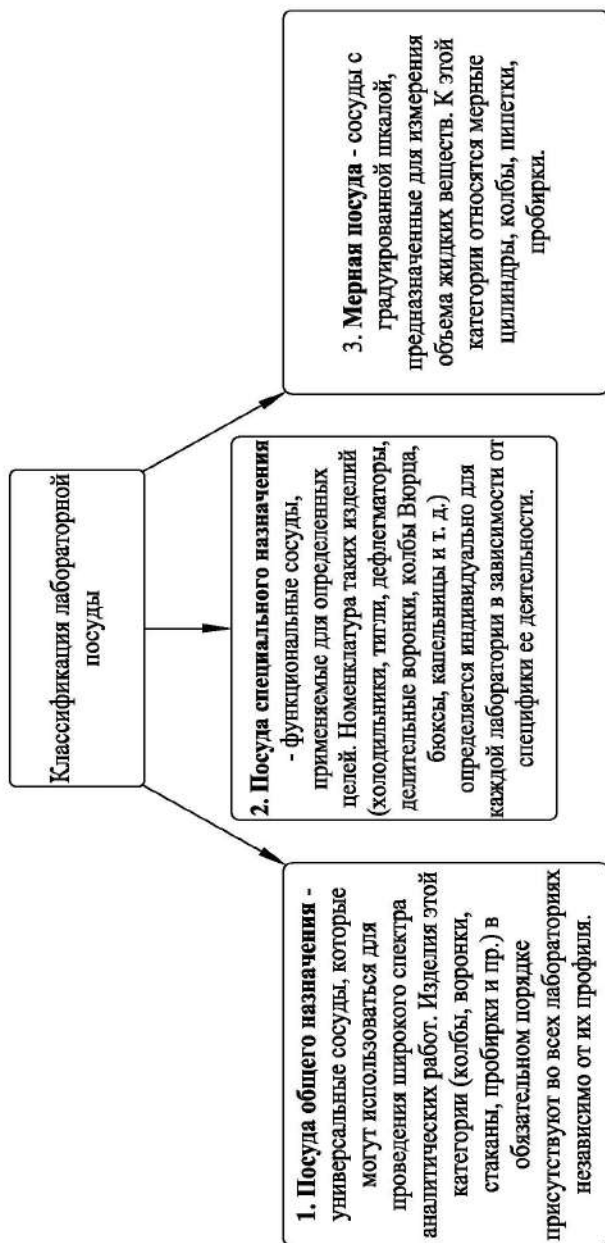 Классификация лабораторной
посуды
1. Посуда общего назначения -
универсальные сосуды, которые
могут использоваться для
проведения широкого спектра
аналитических работ. Изделия этой
категории (колбы, воронки,
стаканы, пробирки и пр.) в
обязательном порядке
присутствуют во всех лабораториях
независимо от их профиля.
2. Посуда специального назначения
- функциональные сосуды,
применяемые для определенных
целей. Номенклатура таких изделий
(холодильники, тигли, дефлегматоры,
делительные воронки, колбы Вюрца,
бюксы, капельницы и т. д.)
определяется индивидуально для
каждой лаборатории в зависимости от
специфики ее деятельности.
3. Мерная посуда - сосуды с
градуированной шкалой,
предназначенные для измерения
объема жидких веществ. К этой
категории относятся мерные
цилиндры, колбы, пипетки,
пробирки.